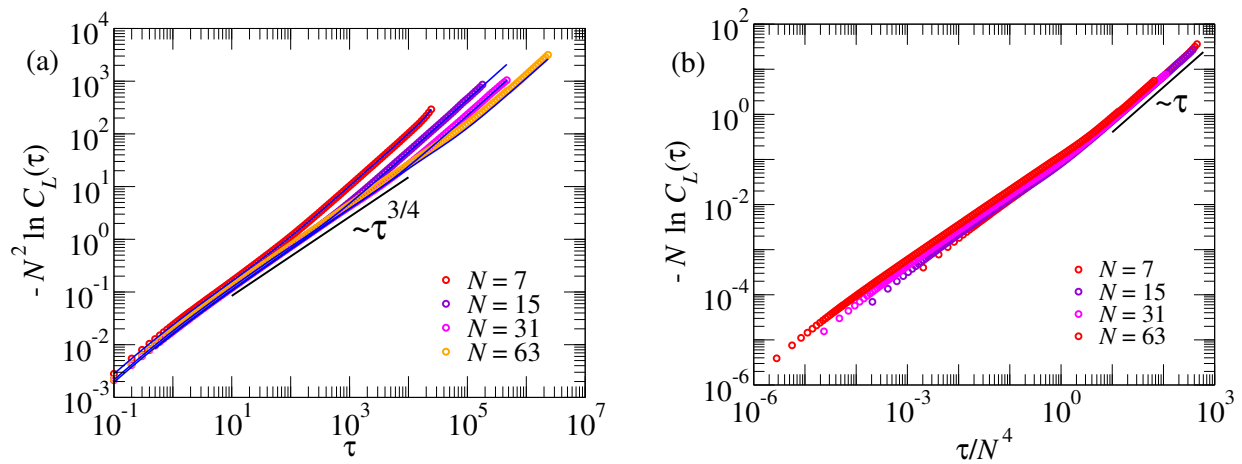 (a)
- N² ln C_L(τ)
10⁴
10³
10²
10¹
10⁰
10⁻¹
10⁻²
10⁻³
~τ^{3/4}
N = 7
N = 15
N = 31
N = 63
10⁻¹ 10¹ 10³ 10⁵ 10⁷
τ
(b)
- N ln C_L(τ)
10²
10⁰
10⁻²
10⁻⁴
10⁻⁶
~τ
N = 7
N = 15
N = 31
N = 63
10⁻⁶ 10⁻³ 10⁰ 10³
τ/N⁴